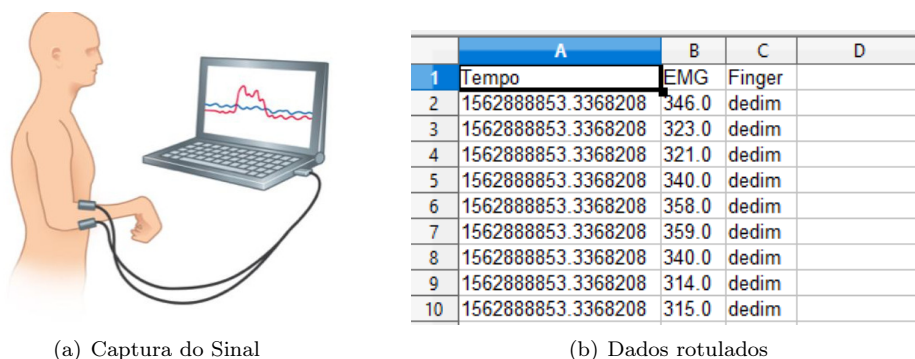 A B C D
1 Tempo EMG Finger
2 1562888853.3368208 346.0 dedim
3 1562888853.3368208 323.0 dedim
4 1562888853.3368208 321.0 dedim
5 1562888853.3368208 340.0 dedim
6 1562888853.3368208 358.0 dedim
7 1562888853.3368208 359.0 dedim
8 1562888853.3368208 340.0 dedim
9 1562888853.3368208 314.0 dedim
10 1562888853.3368208 315.0 dedim
(a) Captura do Sinal
(b) Dados rotulados